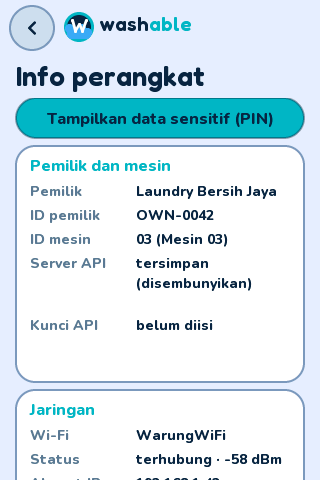 washable
Info perangkat
Tampilkan data sensitif (PIN)
Pemilik dan mesin
Pemilik Laundry Bersih Jaya
ID pemilik OWN-0042
ID mesin 03 (Mesin 03)
Server API tersimpan
(disembunyikan)
Kunci API belum diisi
Jaringan
Wi-Fi WarungWiFi
Status terhubung · -58 dBm